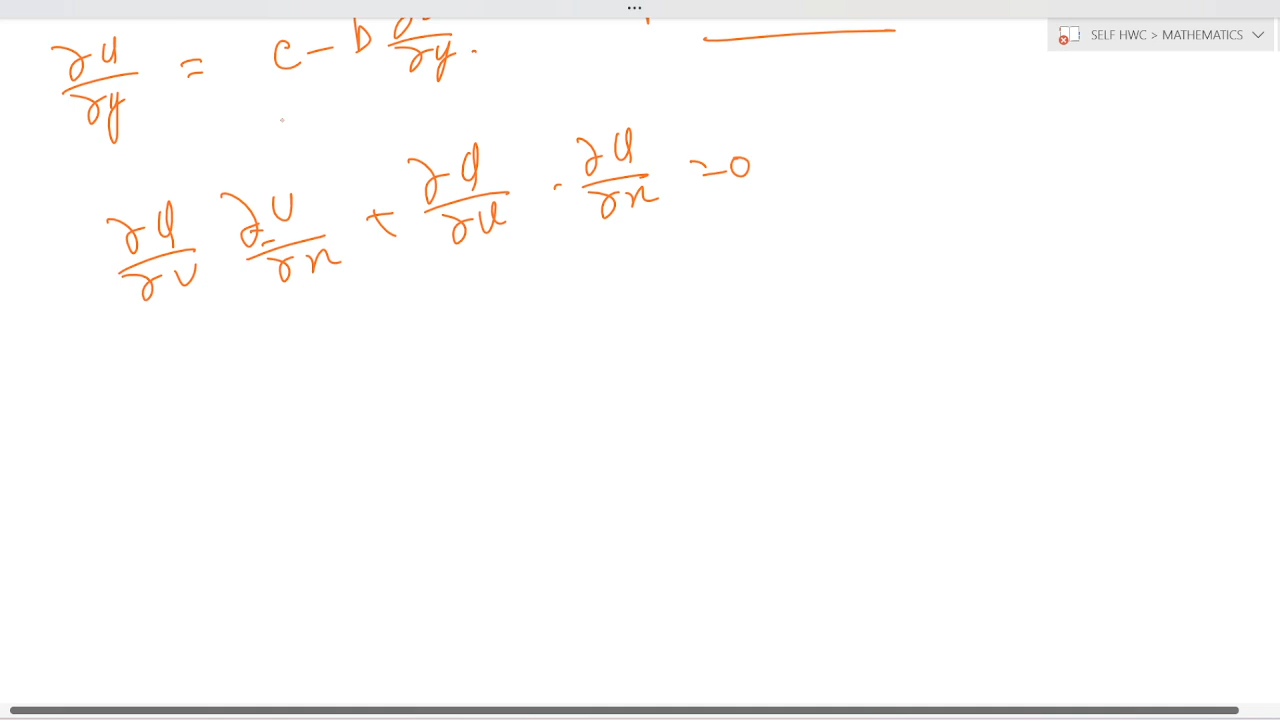 SELF HWC > MATHEMATICS
∂u/∂y = c - b ∂/∂y.
∂φ/∂v ∂v/∂x + ∂φ/∂u · ∂u/∂x = 0